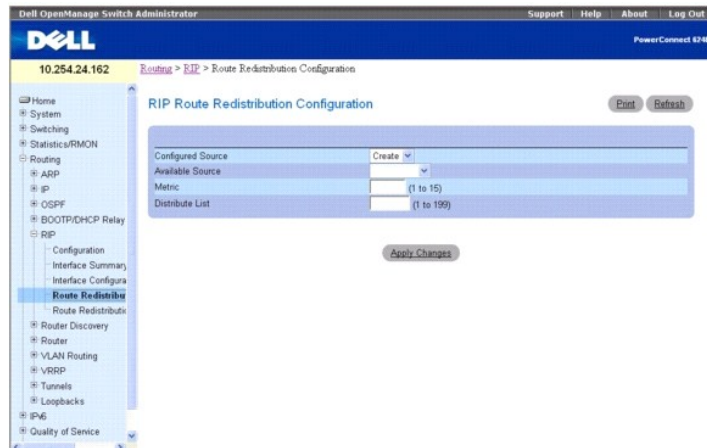 Dell OpenManage Switch Administrator
Support Help About Log Out
DELL
PowerConnect 6248
10.254.24.162
Routing > RIP > Route Redistribution Configuration
Home
System
Switching
Statistics/RMON
Routing
ARP
IP
OSPF
BOOTP/DHCP Relay
RIP
Configuration
Interface Summary
Interface Configura
Route Redistribu
Route Redistributio
Router Discovery
Router
VLAN Routing
VRRP
Tunnels
Loopbacks
IPv6
Quality of Service
RIP Route Redistribution Configuration
Print Refresh
Configured Source Create
Available Source
Metric (1 to 15)
Distribute List (1 to 199)
Apply Changes